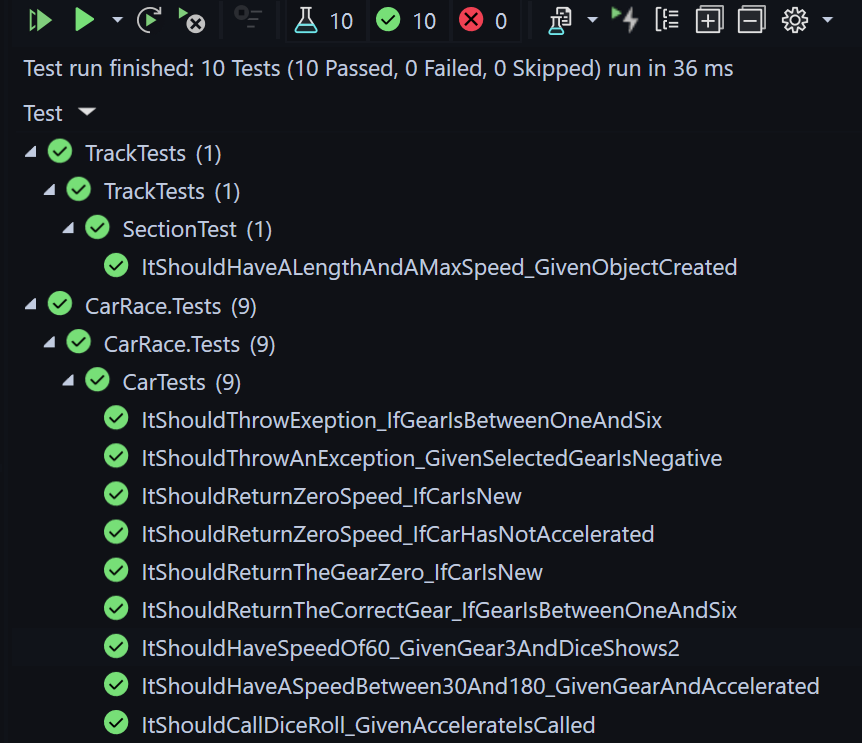 10 10 0
Test run finished: 10 Tests (10 Passed, 0 Failed, 0 Skipped) run in 36 ms
Test
TrackTests (1)
TrackTests (1)
SectionTest (1)
ItShouldHaveALengthAndAMaxSpeed_GivenObjectCreated
CarRace.Tests (9)
CarRace.Tests (9)
CarTests (9)
ItShouldThrowExeption_IfGearIsBetweenOneAndSix
ItShouldThrowAnException_GivenSelectedGearIsNegative
ItShouldReturnZeroSpeed_IfCarIsNew
ItShouldReturnZeroSpeed_IfCarHasNotAccelerated
ItShouldReturnTheGearZero_IfCarIsNew
ItShouldReturnTheCorrectGear_IfGearIsBetweenOneAndSix
ItShouldHaveSpeedOf60_GivenGear3AndDiceShows2
ItShouldHaveASpeedBetween30And180_GivenGearAndAccelerated
ItShouldCallDiceRoll_GivenAccelerateIsCalled